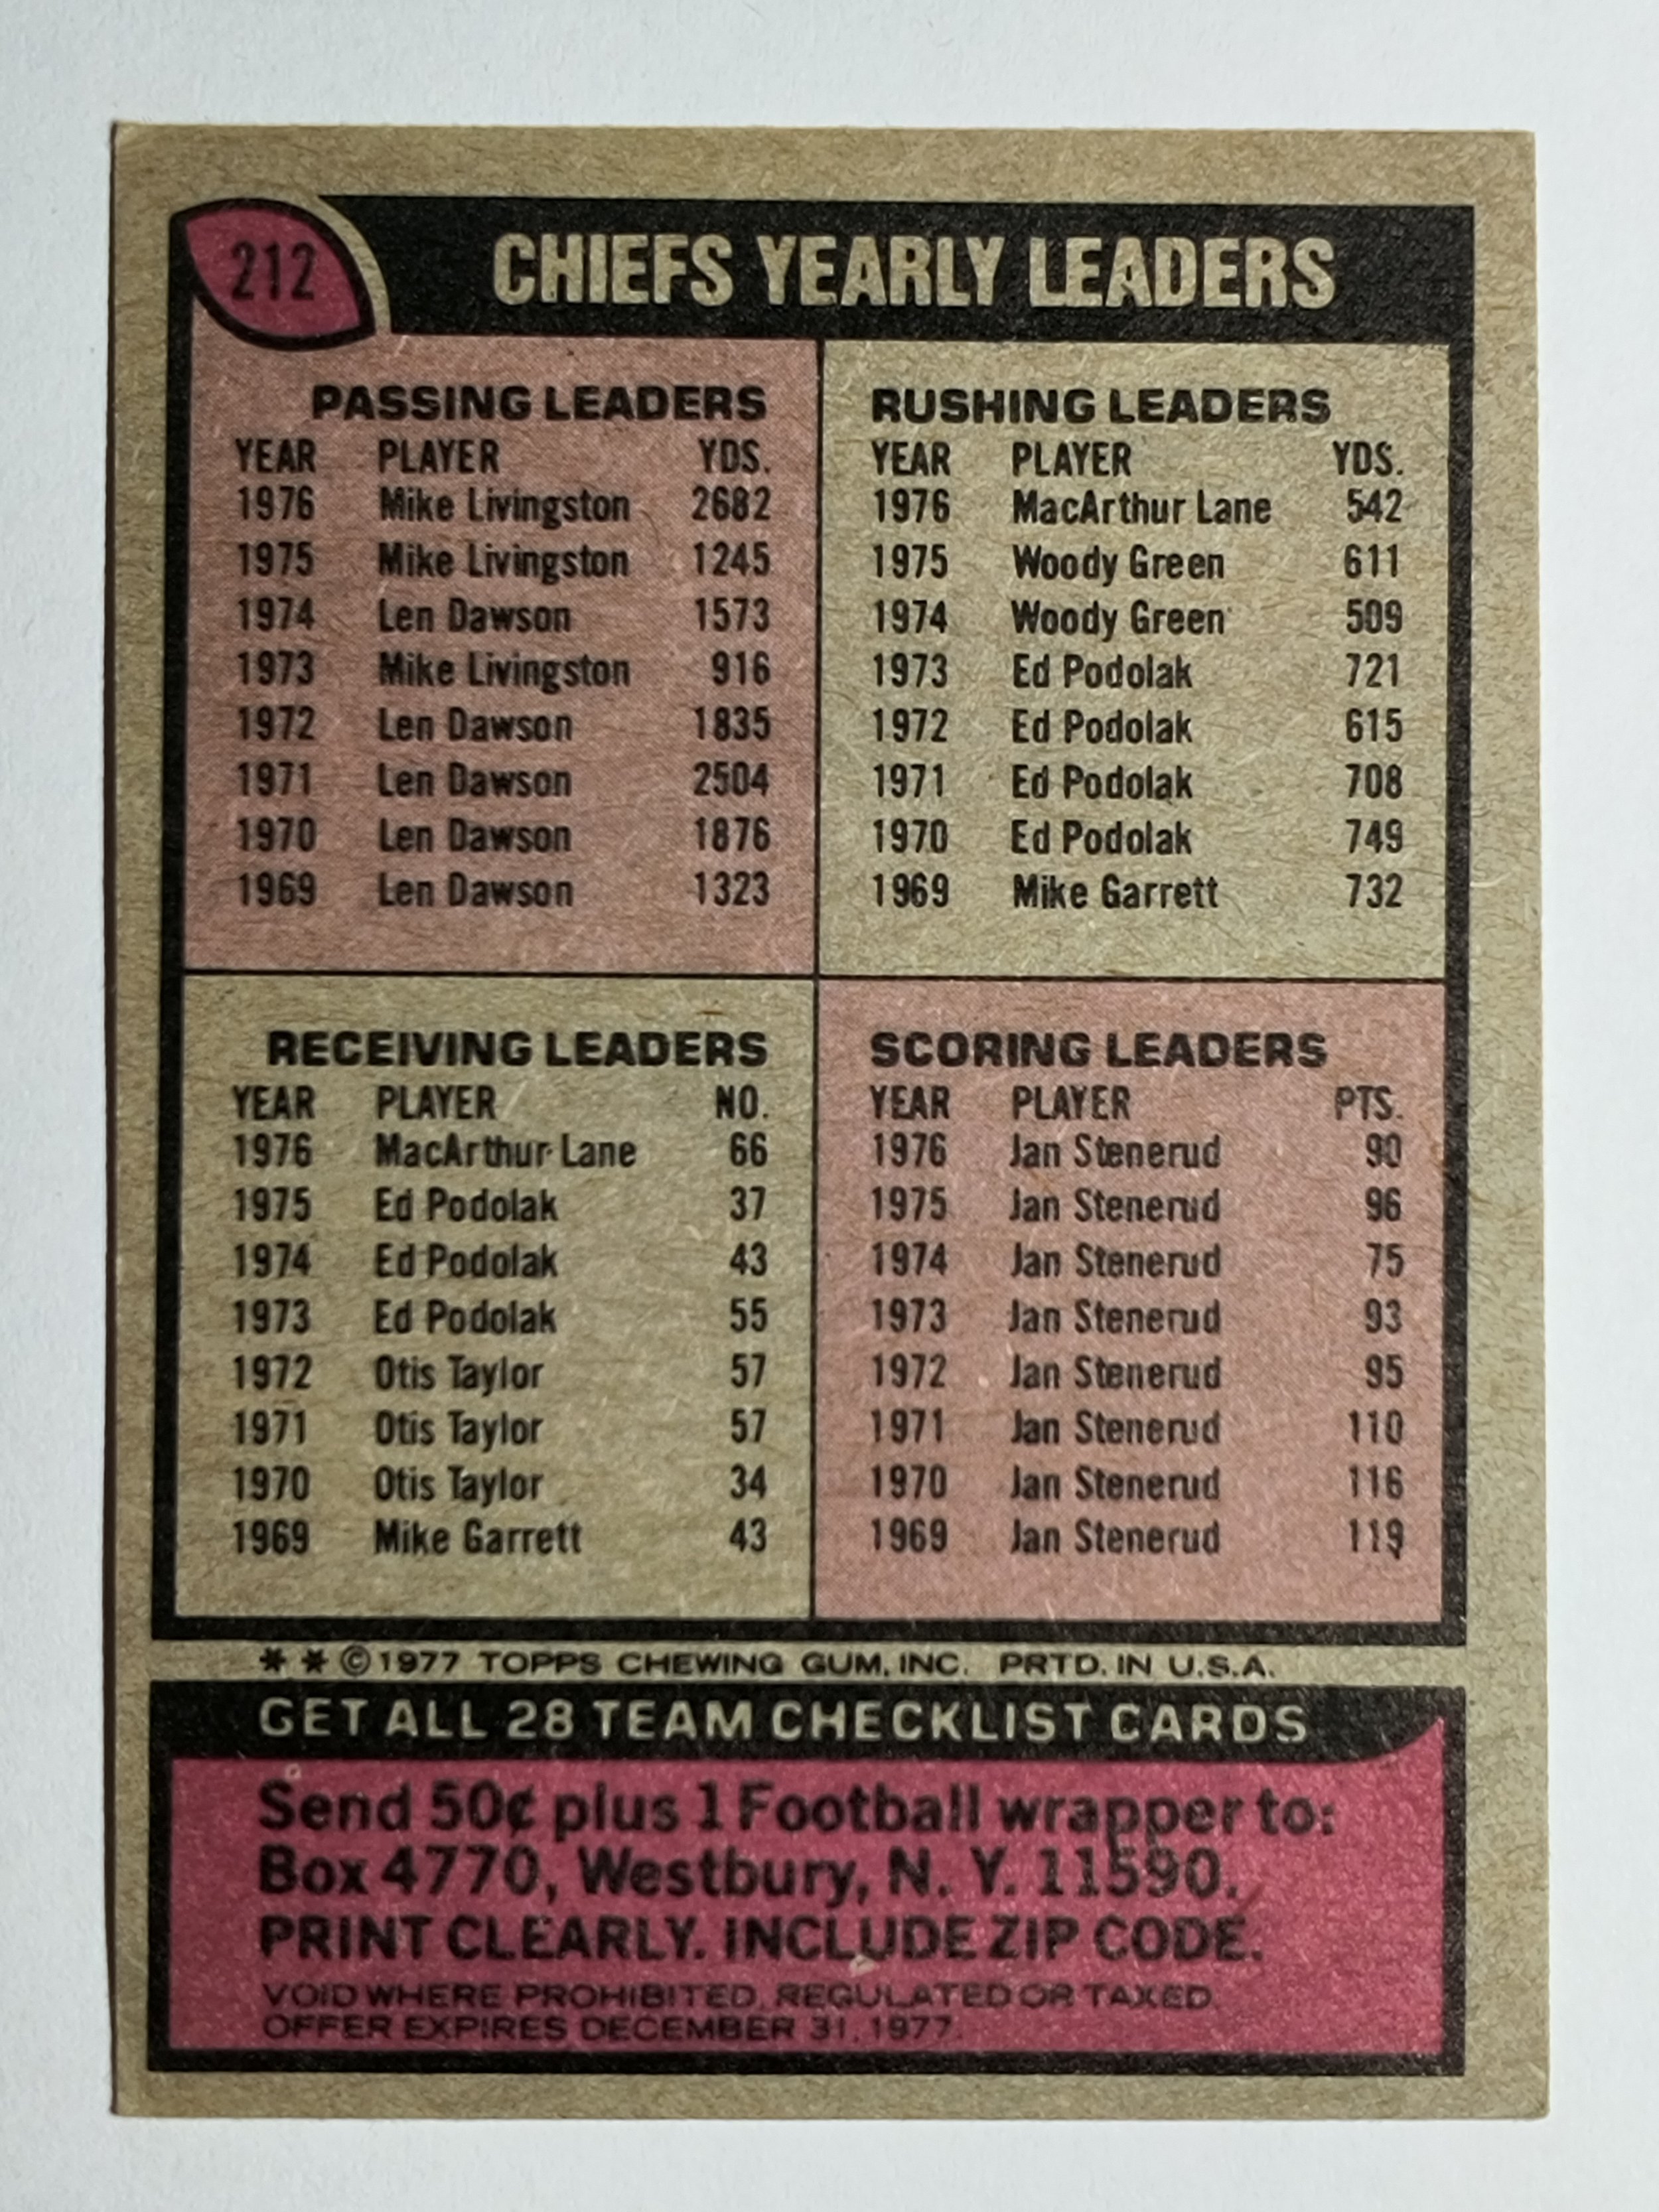 212
CHIEFS YEARLY LEADERS
PASSING LEADERS
YEAR PLAYER YDS.
1976 Mike Livingston 2682
1975 Mike Livingston 1245
1974 Len Dawson 1573
1973 Mike Livingston 916
1972 Len Dawson 1835
1971 Len Dawson 2504
1970 Len Dawson 1876
1969 Len Dawson 1323
RUSHING LEADERS
YEAR PLAYER YDS.
1976 MacArthur Lane 542
1975 Woody Green 611
1974 Woody Green 509
1973 Ed Podolak 721
1972 Ed Podolak 615
1971 Ed Podolak 708
1970 Ed Podolak 749
1969 Mike Garrett 732
RECEIVING LEADERS
YEAR PLAYER NO.
1976 MacArthur Lane 66
1975 Ed Podolak 37
1974 Ed Podolak 43
1973 Ed Podolak 55
1972 Otis Taylor 57
1971 Otis Taylor 57
1970 Otis Taylor 34
1969 Mike Garrett 43
SCORING LEADERS
YEAR PLAYER PTS.
1976 Jan Stenerud 90
1975 Jan Stenerud 96
1974 Jan Stenerud 75
1973 Jan Stenerud 93
1972 Jan Stenerud 95
1971 Jan Stenerud 110
1970 Jan Stenerud 116
1969 Jan Stenerud 119
* * © 1977 TOPPS CHEWING GUM, INC. PRTD. IN U.S.A.
GET ALL 28 TEAM CHECKLIST CARDS
Send 50¢ plus 1 Football wrapper to:
Box 4770, Westbury, N. Y. 11590.
PRINT CLEARLY. INCLUDE ZIP CODE.
VOID WHERE PROHIBITED, REGULATED OR TAXED.
OFFER EXPIRES DECEMBER 31, 1977.